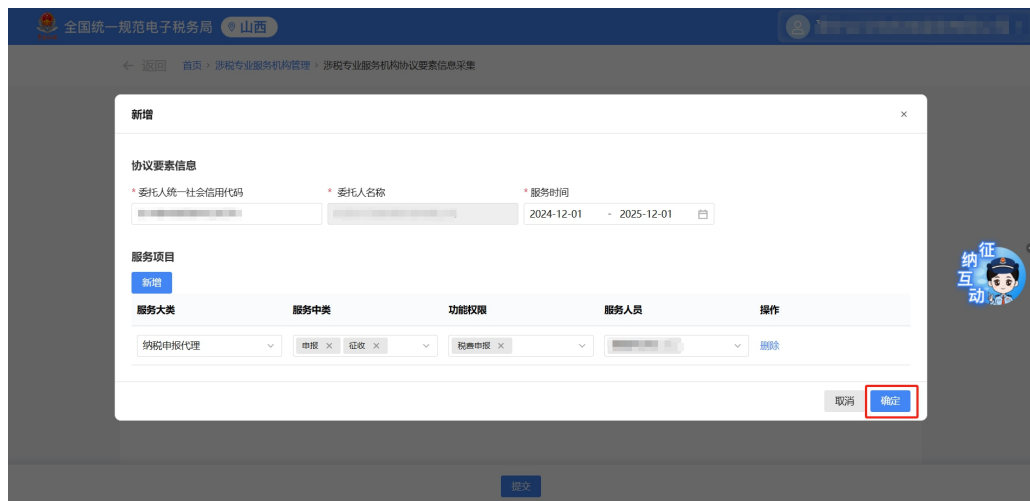 全国统一规范电子税务局 山西
← 返回 首页 > 涉税专业服务机构管理 > 涉税专业服务机构协议要素信息采集
新增 ×
协议要素信息
* 委托人统一社会信用代码 * 委托人名称 * 服务时间
2024-12-01 - 2025-12-01
服务项目
新增
服务大类 服务中类 功能权限 服务人员 操作
纳税申报代理 申报 × 征收 × 税费申报 × 删除
取消 确定
提交
征纳互动